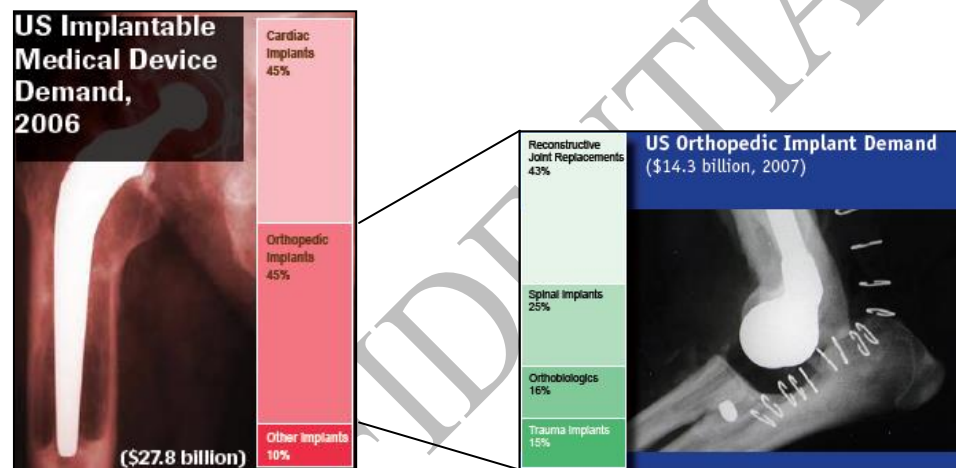 US Implantable
Medical Device
Demand,
2006
Cardiac
Implants
45%
Orthopedic
Implants
45%
Other Implants
10%
($27.8 billion)
Reconstructive
Joint Replacements
43%
Spinal Implants
25%
Orthobiologics
16%
Trauma Implants
15%
US Orthopedic Implant Demand
($14.3 billion, 2007)